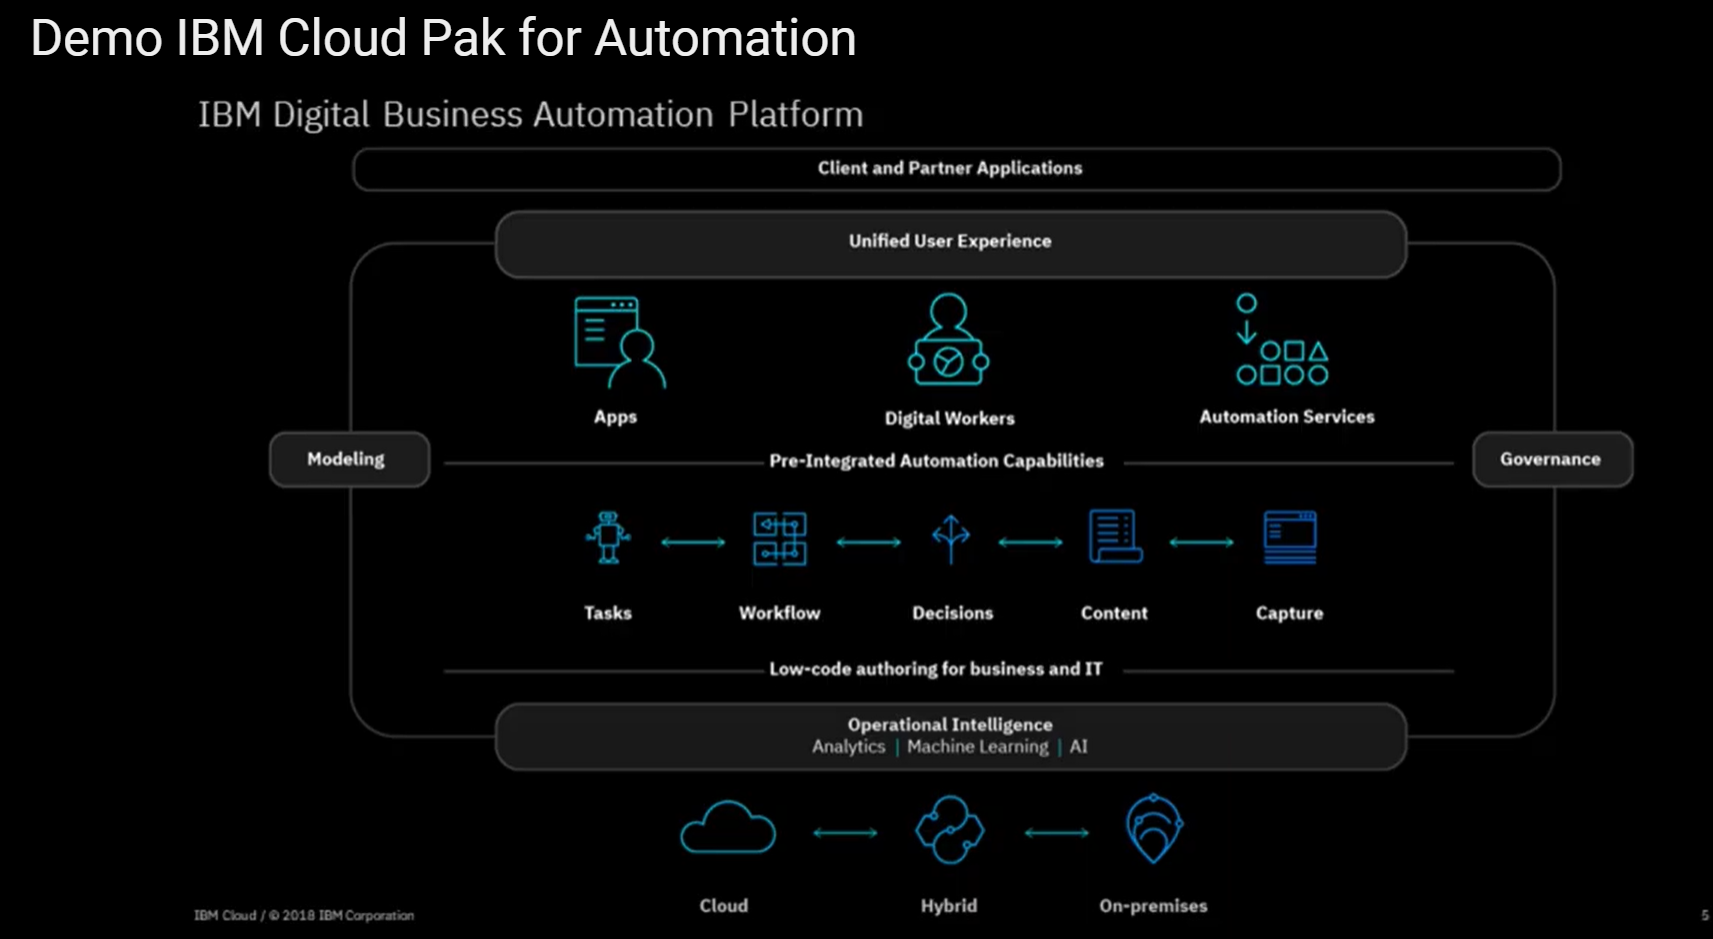 Demo IBM Cloud Pak for Automation
IBM Digital Business Automation Platform
Client and Partner Applications
Unified User Experience
Apps
Digital Workers
Automation Services
Modeling
Pre-Integrated Automation Capabilities
Governance
Tasks
Workflow
Decisions
Content
Capture
Low-code authoring for business and IT
Operational Intelligence
Analytics | Machine Learning | AI
Cloud
Hybrid
On-premises
IBM Cloud / © 2018 IBM Corporation
5